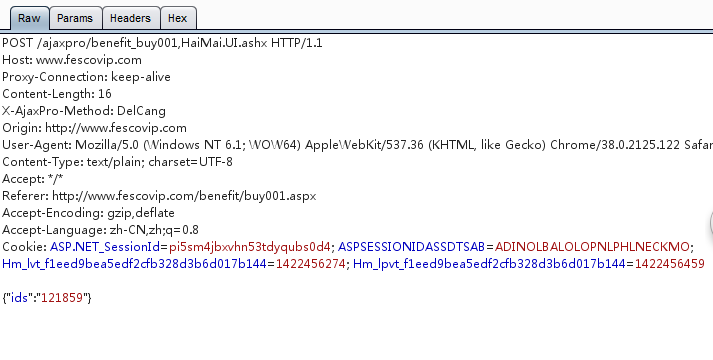 Raw Params Headers Hex
POST /ajaxpro/benefit_buy001,HaiMai.UI.ashx HTTP/1.1
Host: www.fescovip.com
Proxy-Connection: keep-alive
Content-Length: 16
X-AjaxPro-Method: DelCang
Origin: http://www.fescovip.com
User-Agent: Mozilla/5.0 (Windows NT 6.1; WOW64) AppleWebKit/537.36 (KHTML, like Gecko) Chrome/38.0.2125.122 Safar
Content-Type: text/plain; charset=UTF-8
Accept: */*
Referer: http://www.fescovip.com/benefit/buy001.aspx
Accept-Encoding: gzip,deflate
Accept-Language: zh-CN,zh;q=0.8
Cookie: ASP.NET_SessionId=pi5sm4jbxvhn53tdyqubs0d4; ASPSESSIONIDASSDTSAB=ADINOLBALOLOPNLPHLNECKMO;
Hm_lvt_f1eed9bea5edf2cfb328d3b6d017b144=1422456274; Hm_lpvt_f1eed9bea5edf2cfb328d3b6d017b144=1422456459
{"ids":"121859"}